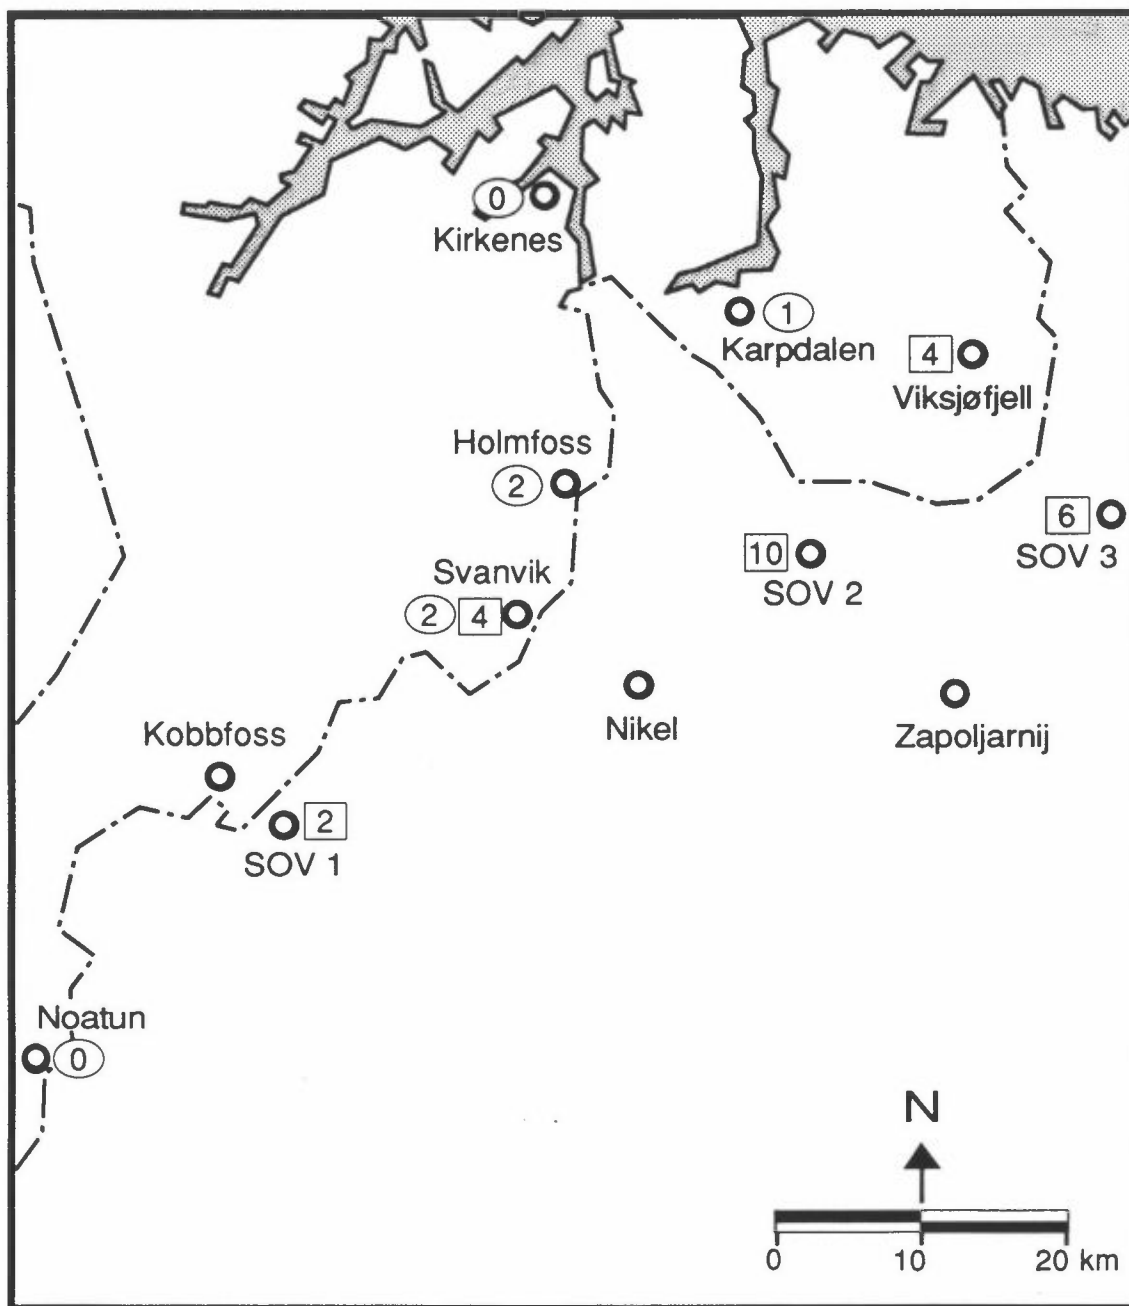 0
Kirkenes
1
Karpdalen
4
Viksjøfjell
Holmfoss
2
6
SOV 3
10
SOV 2
Svanvik
2 4
Nikel
Zapoljarnij
Kobbfoss
2
SOV 1
Noatun
0
N
0 10 20 km